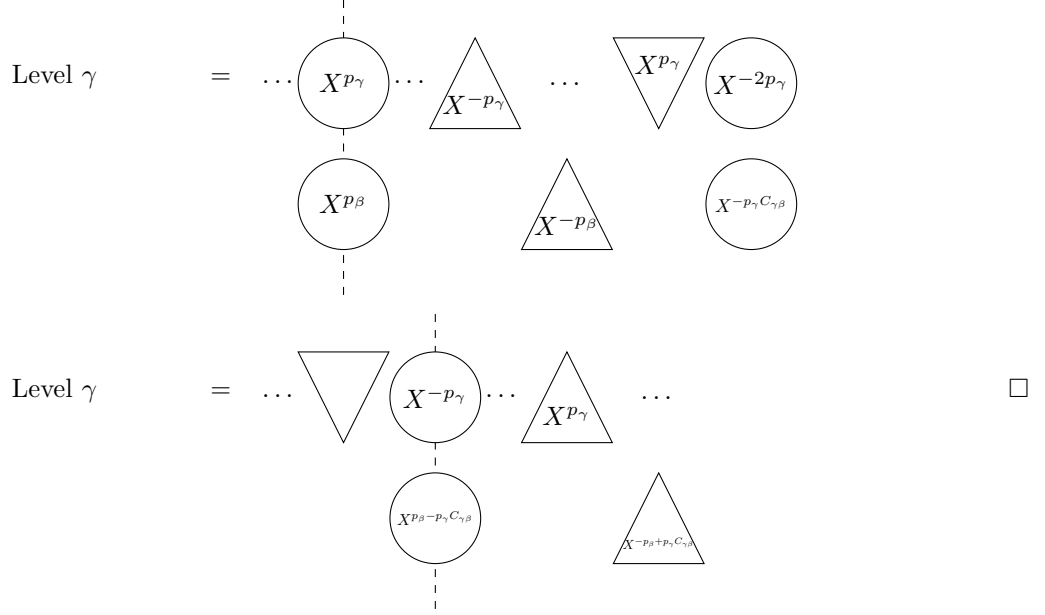 Level γ = ⋯ X^{p_γ} ⋯ X^{-p_γ} ⋯ X^{p_γ} X^{-2p_γ}
X^{p_β} X^{-p_β} X^{-p_γ C_{γβ}}
Level γ = ⋯ X^{-p_γ} ⋯ X^{p_γ} ⋯ □
X^{p_β-p_γ C_{γβ}} X^{-p_β+p_γ C_{γβ}}